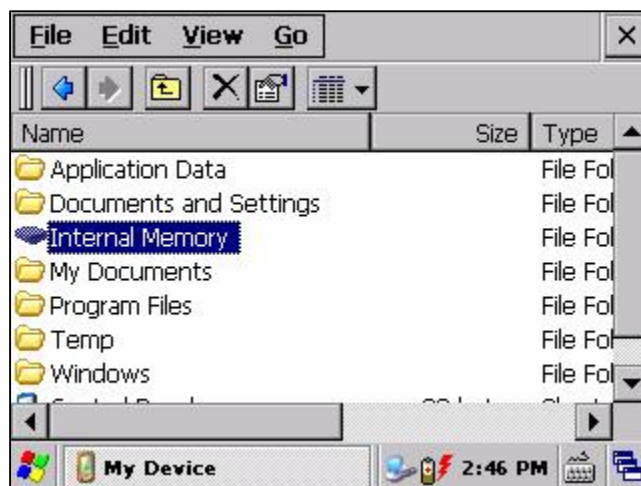 File Edit View Go
Name Size Type
Application Data File Fol
Documents and Settings File Fol
Internal Memory File Fol
My Documents File Fol
Program Files File Fol
Temp File Fol
Windows File Fol
My Device 2:46 PM